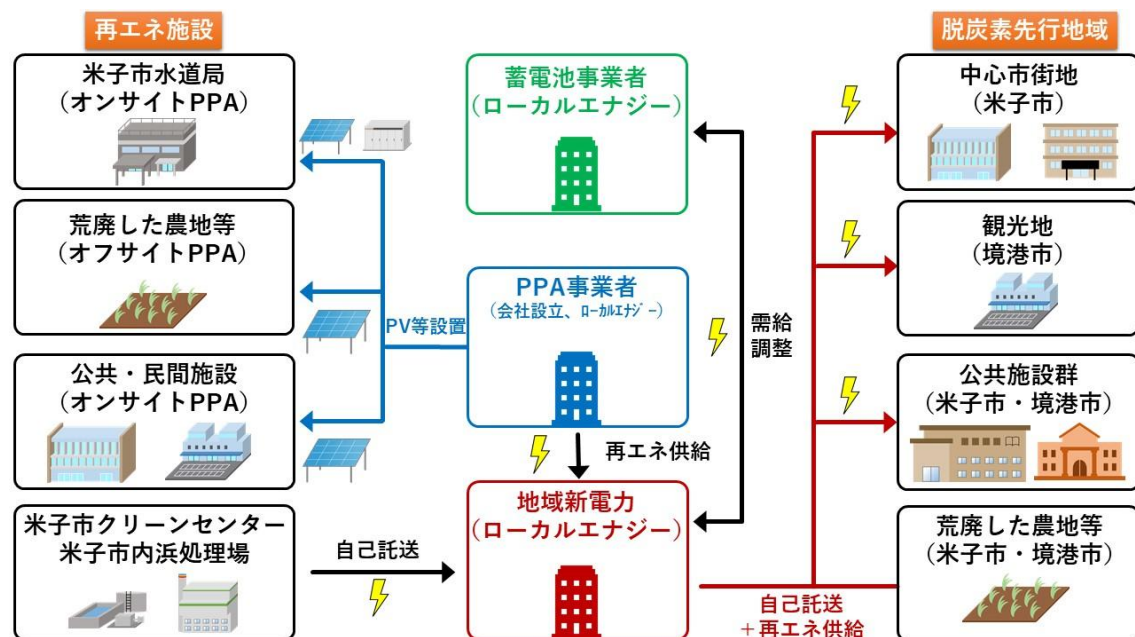 再エネ施設
米子市水道局
(オンサイトPPA)
荒廃した農地等
(オフサイトPPA)
公共・民間施設
(オンサイトPPA)
米子市クリーンセンター
米子市内浜処理場
PV等設置
自己託送
蓄電池事業者
(ローカルエナジー)
PPA事業者
(会社設立、ﾛｰｶﾙｴﾅｼﾞｰ)
再エネ供給
地域新電力
(ローカルエナジー)
需給
調整
自己託送
＋再エネ供給
脱炭素先行地域
中心市街地
(米子市)
観光地
(境港市)
公共施設群
(米子市・境港市)
荒廃した農地等
(米子市・境港市)